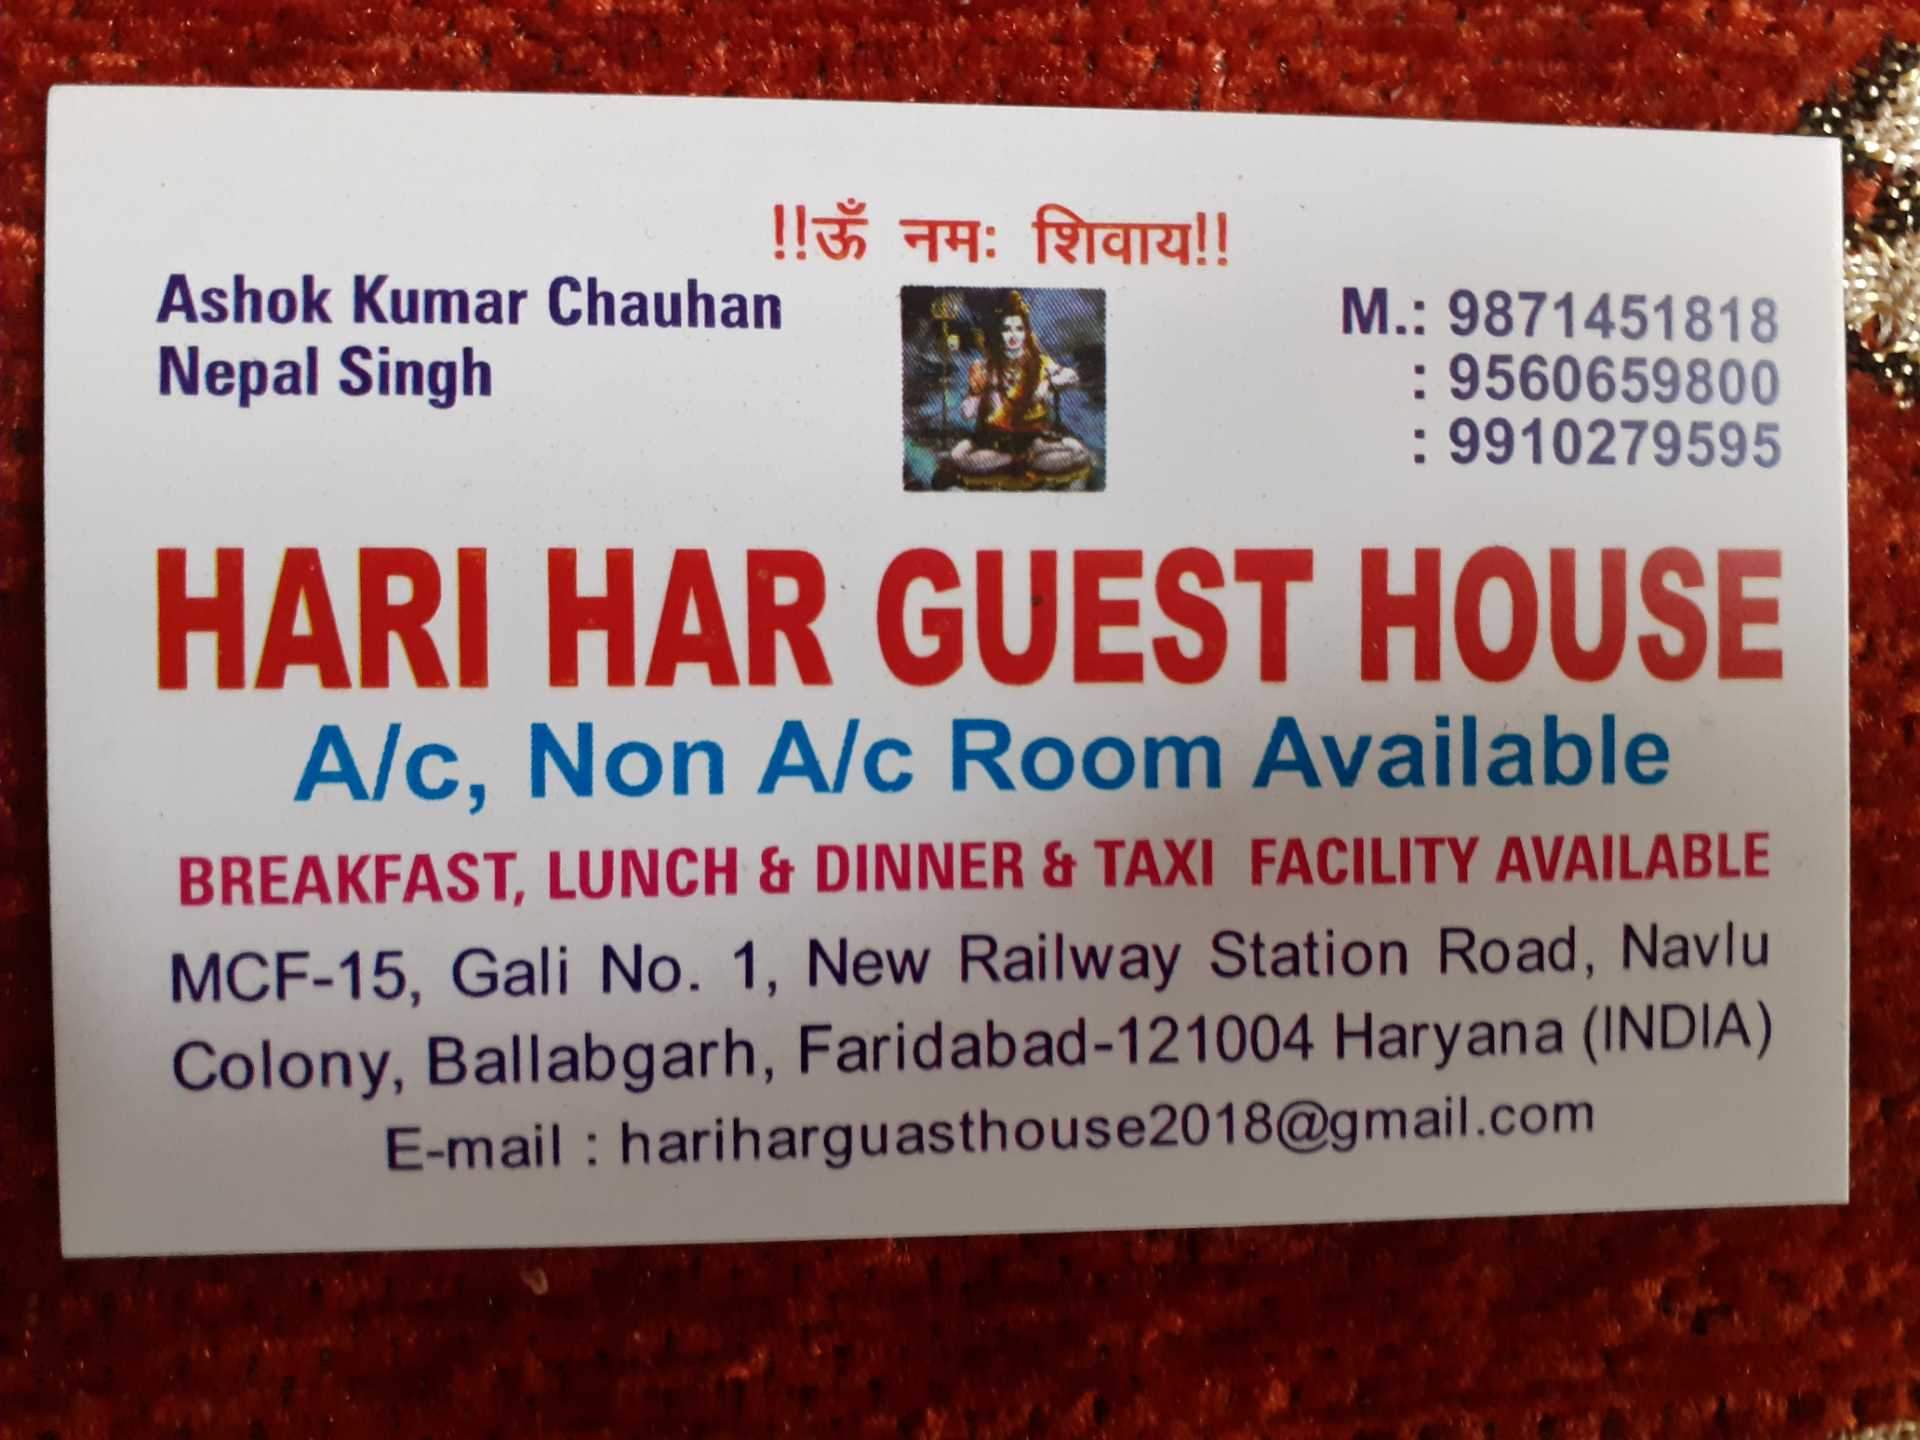 !!ऊँ नमः शिवाय!!
Ashok Kumar Chauhan
Nepal Singh
M.: 9871451818
: 9560659800
: 9910279595
HARI HAR GUEST HOUSE
A/c, Non A/c Room Available
BREAKFAST, LUNCH & DINNER & TAXI FACILITY AVAILABLE
MCF-15, Gali No. 1, New Railway Station Road, Navlu
Colony, Ballabgarh, Faridabad-121004 Haryana (INDIA)
E-mail : hariharguasthouse2018@gmail.com